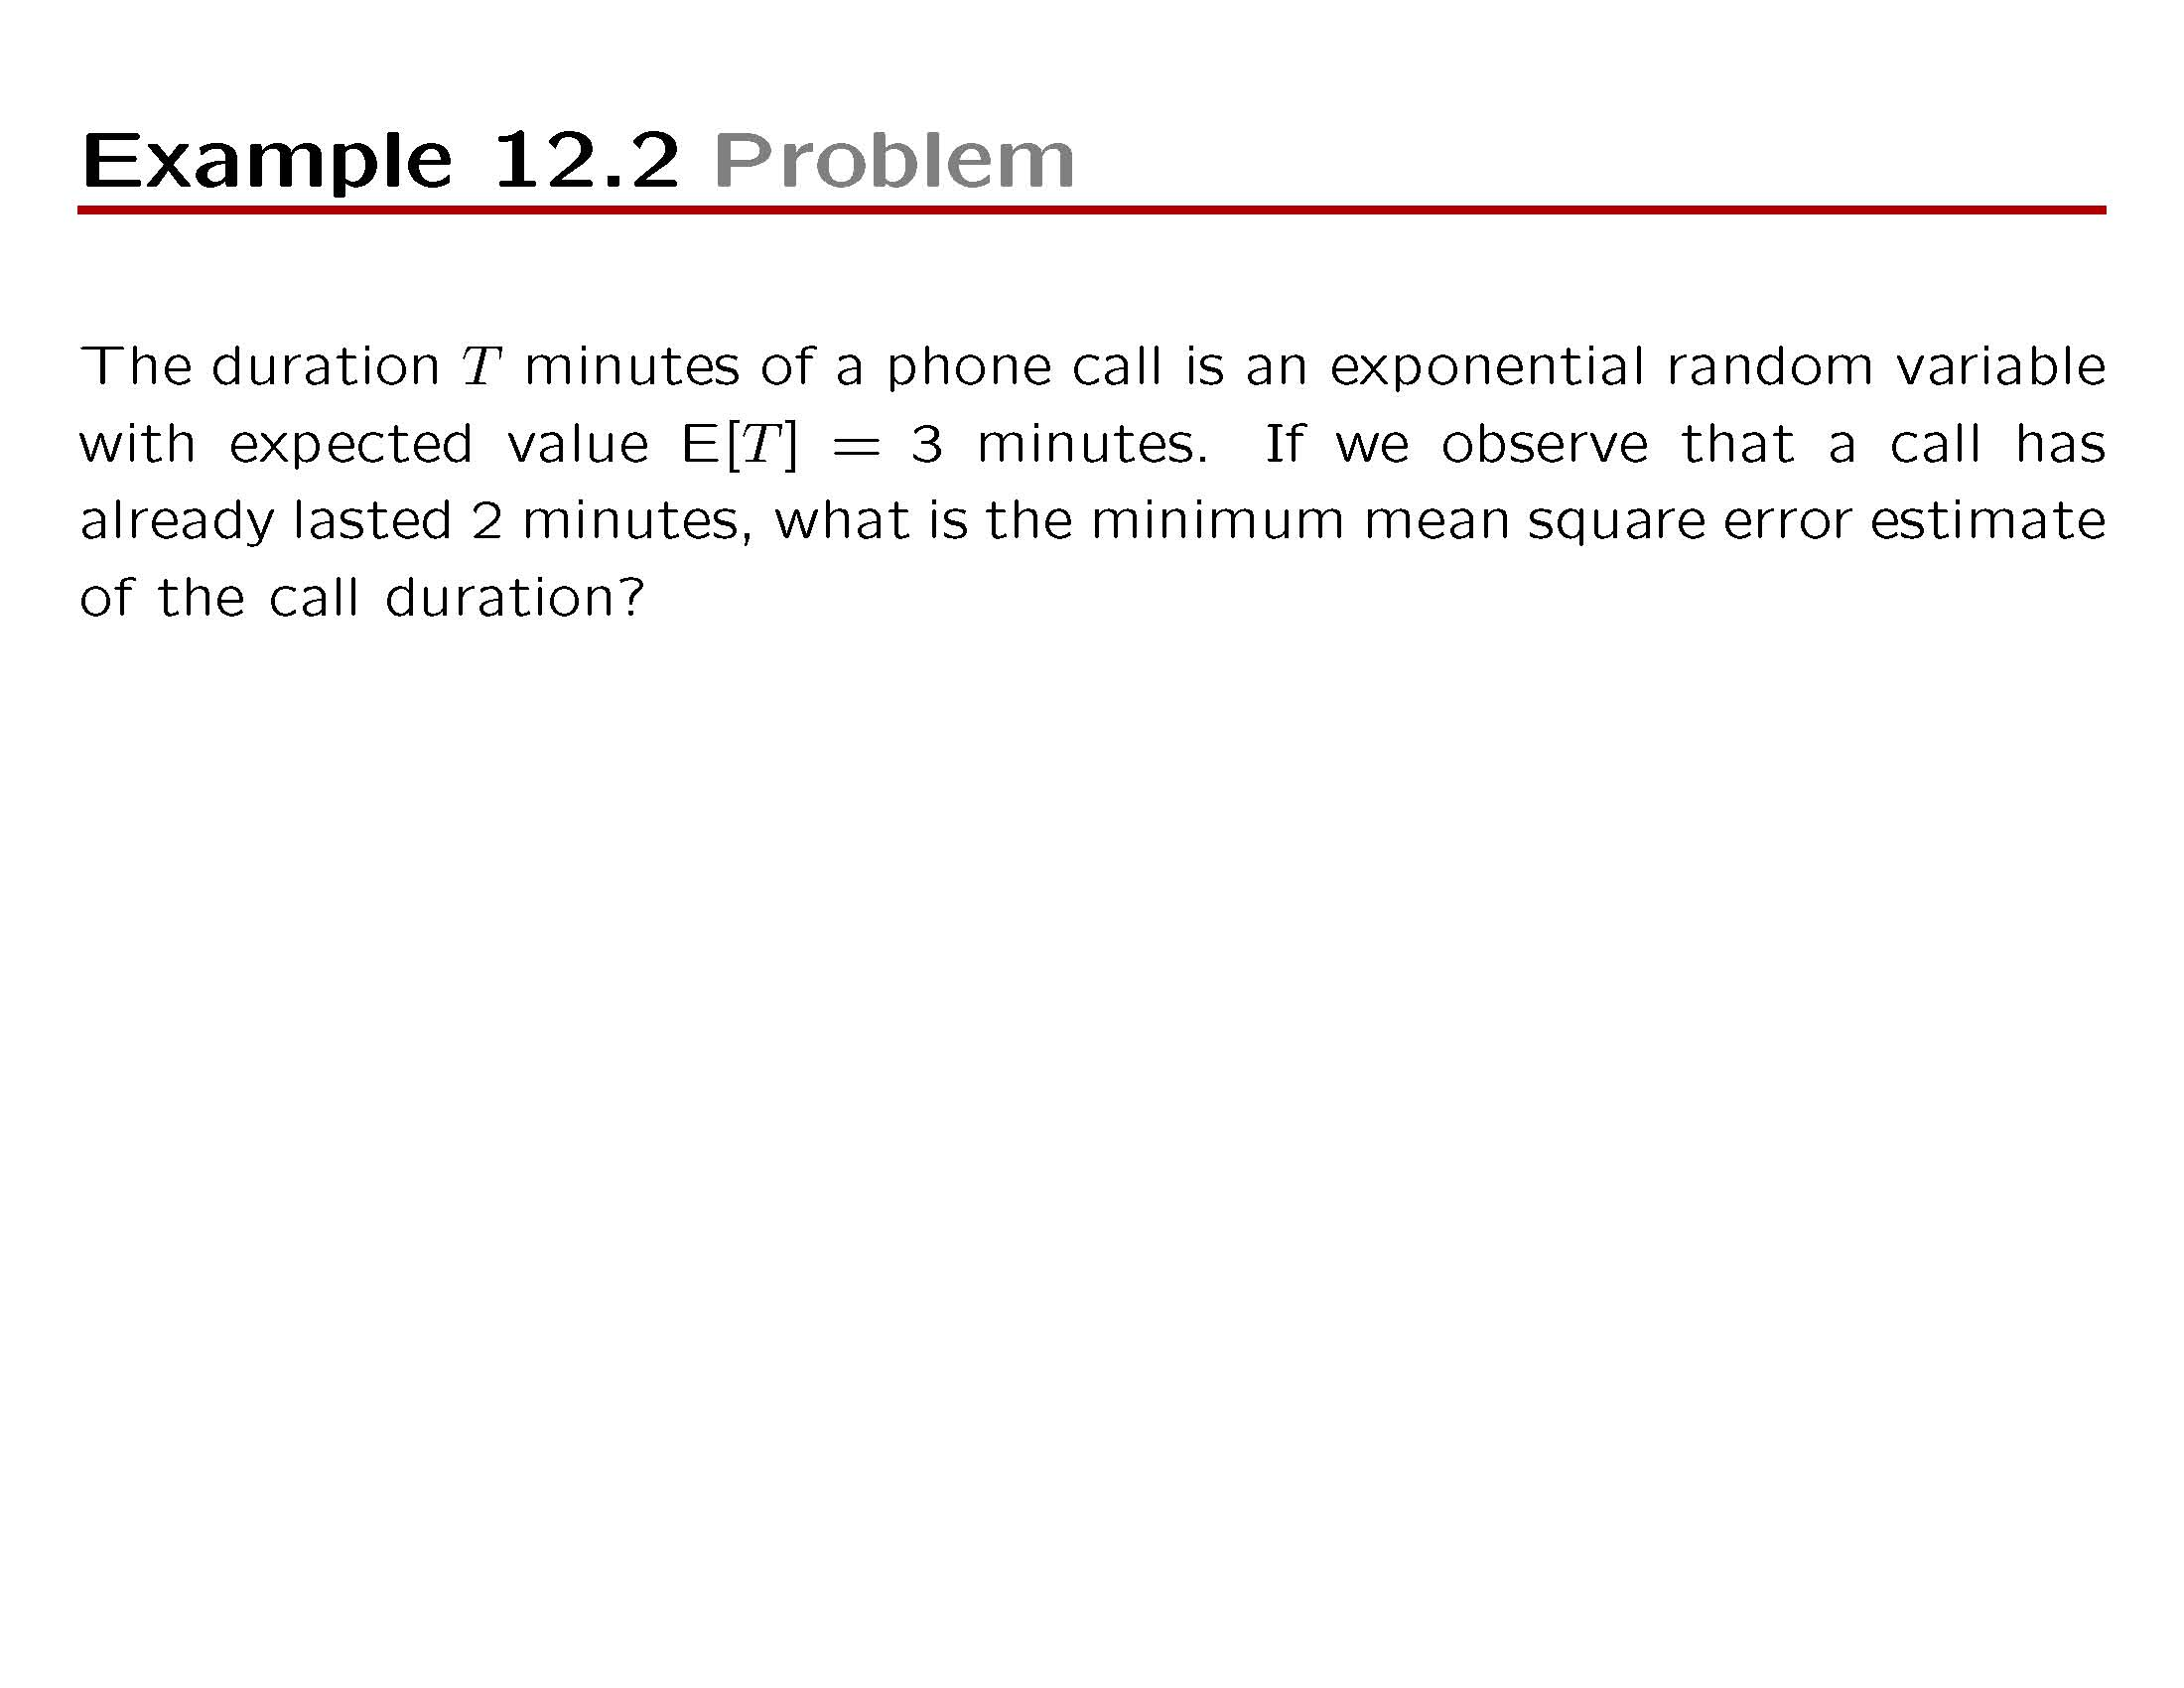 Example 12.2 Problem
The duration T minutes of a phone call is an exponential random variable
with expected value E[T] = 3 minutes. If we observe that a call has
already lasted 2 minutes, what is the minimum mean square error estimate
of the call duration?